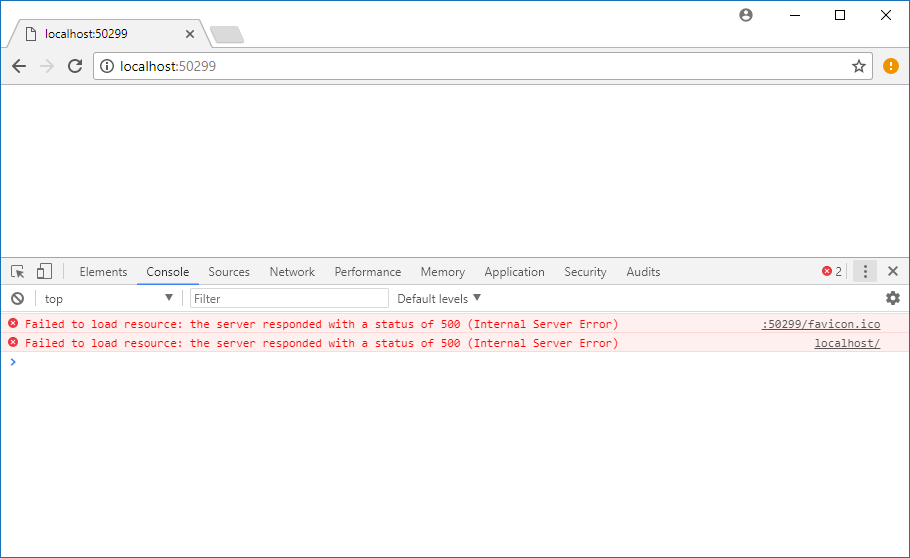 localhost:50299
localhost:50299
Elements Console Sources Network Performance Memory Application Security Audits 2
top Filter Default levels
Failed to load resource: the server responded with a status of 500 (Internal Server Error) :50299/favicon.ico
Failed to load resource: the server responded with a status of 500 (Internal Server Error) localhost/